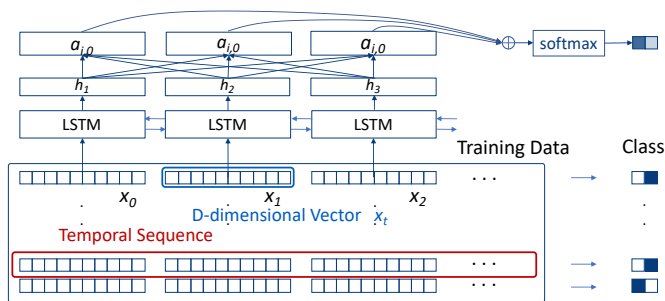 a_{i,0} a_{i,0} a_{i,0} softmax
h_1 h_2 h_3
LSTM LSTM LSTM
Training Data Class
. . .
x_0 x_1 x_2
D-dimensional Vector x_t
Temporal Sequence
. . .
. . .